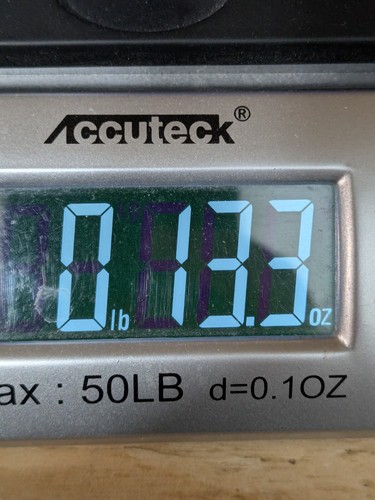 Accuteck®
0 lb 13.3 oz
ax : 50LB d=0.1OZ